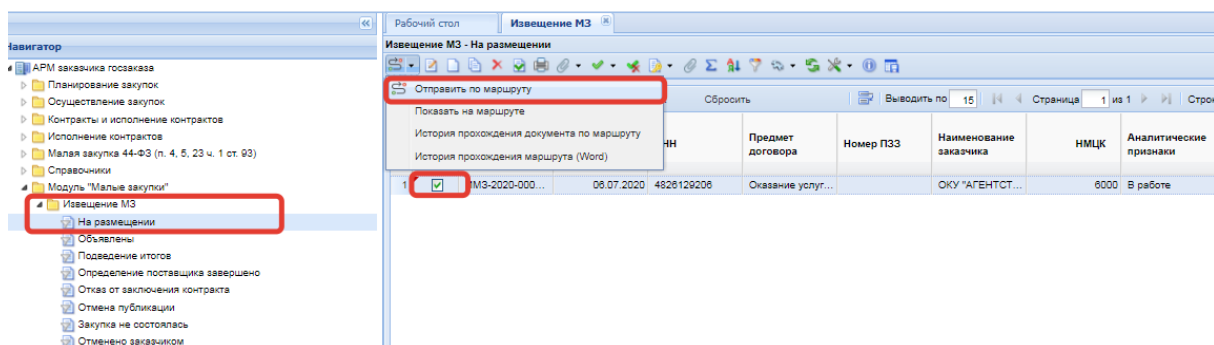 Рабочий стол
Извещение МЗ
Навигатор
Извещение МЗ - На размещении
АРМ заказчика госзаказа
Планирование закупок
Осуществление закупок
Контракты и исполнение контрактов
Исполнение контрактов
Малая закупка 44-ФЗ (п. 4, 5, 23 ч. 1 ст. 93)
Справочники
Модуль "Малые закупки"
Извещение МЗ
На размещении
Объявлены
Подведение итогов
Определение поставщика завершено
Отказ от заключения контракта
Отмена публикации
Закупка не состоялась
Отменено заказчиком
Отправить по маршруту
Показать на маршруте
История прохождения документа по маршруту
История прохождения маршрута (Word)
Сбросить Выводить по 15 Страница 1 из 1
НН Предмет договора Номер ПЗЗ Наименование заказчика НМЦК Аналитические признаки
1 ММЗ-2020-000... 06.07.2020 4826129206 Оказание услуг... ОКУ "АГЕНТСТ... 6000 В работе